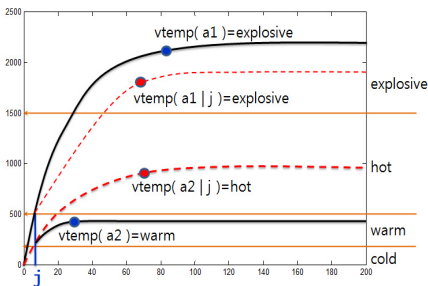 2500
vtemp( a1 )=explosive
2000
explosive
vtemp( a1 | j )=explosive
1500
1000
hot
vtemp( a2 | j )=hot
500
warm
vtemp( a2 )=warm
cold
0
0 20 40 60 80 100 120 140 160 180 200
j